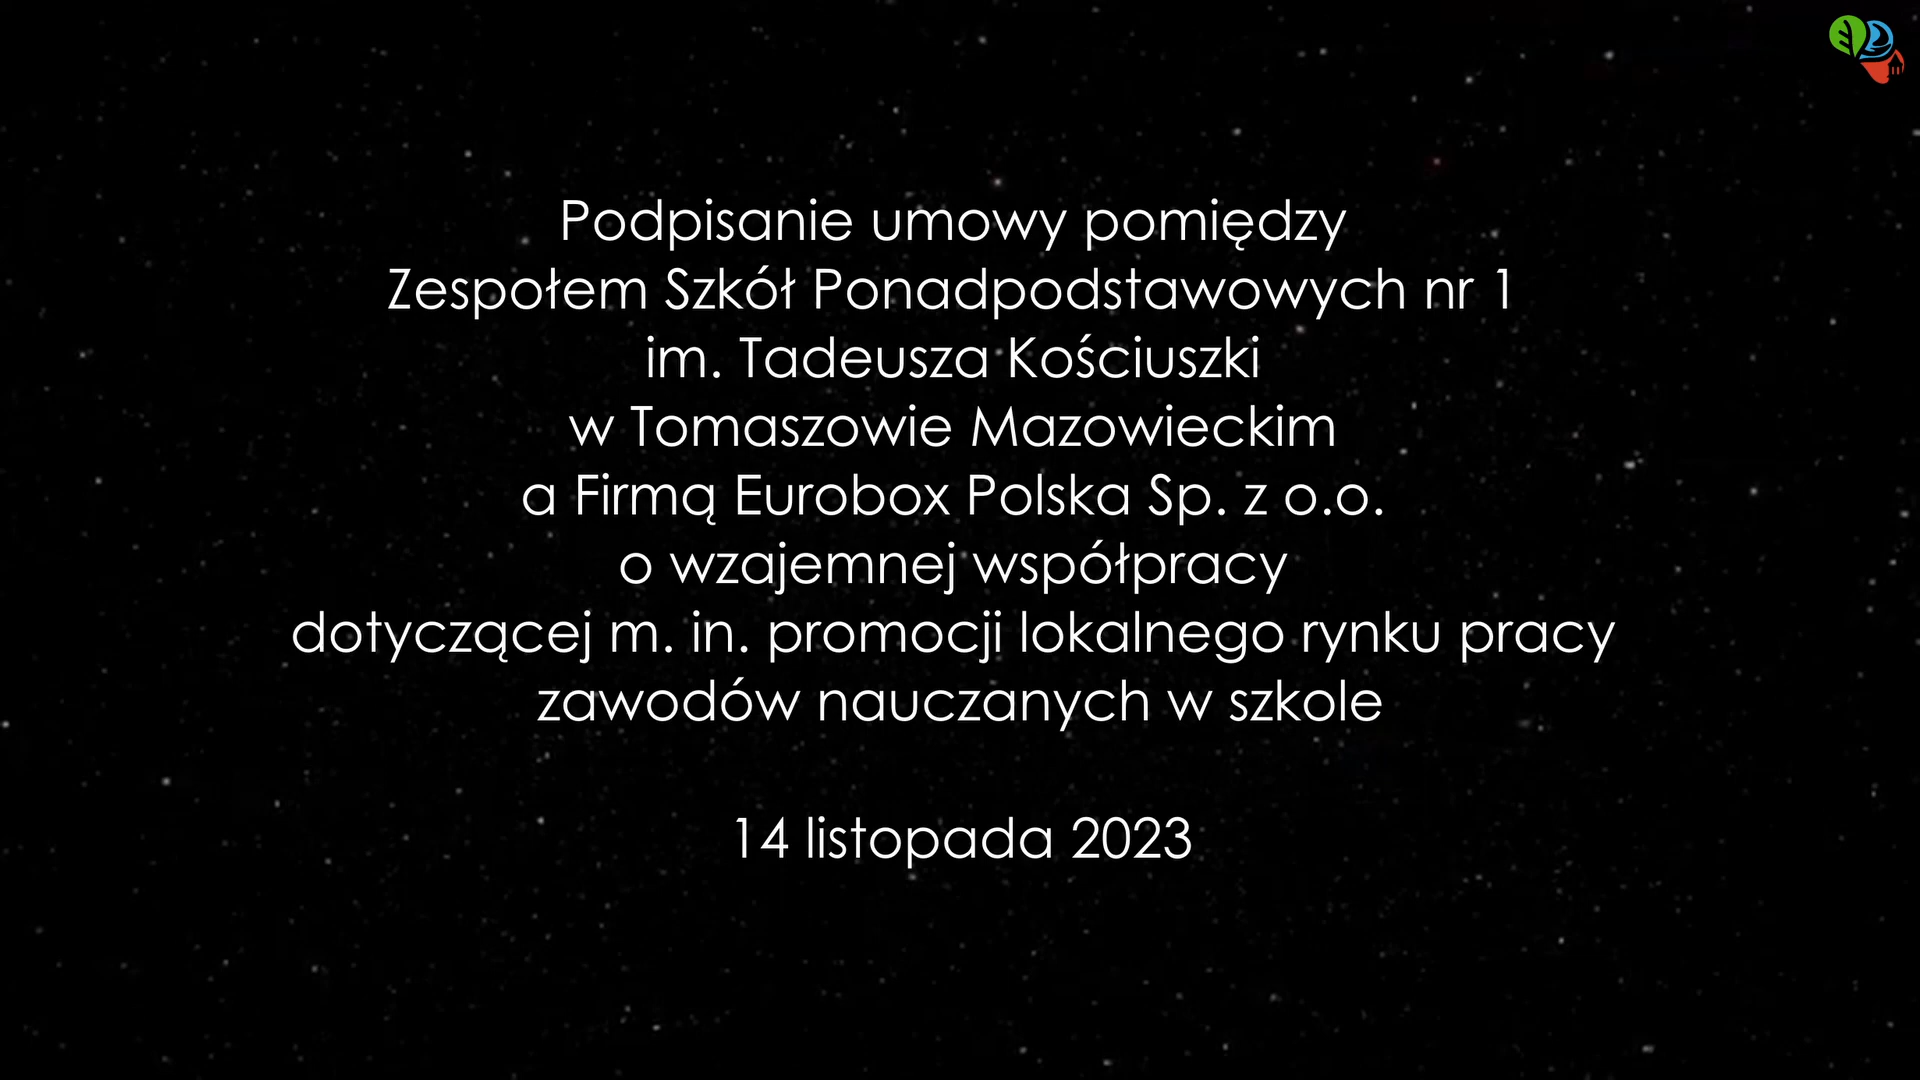 Podpisanie umowy pomiędzy
Zespołem Szkół Ponadpodstawowych nr 1
im. Tadeusza Kościuszki
w Tomaszowie Mazowieckim
a Firmą Eurobox Polska Sp. z o.o.
o wzajemnej współpracy
dotyczącej m. in. promocji lokalnego rynku pracy
zawodów nauczanych w szkole
14 listopada 2023